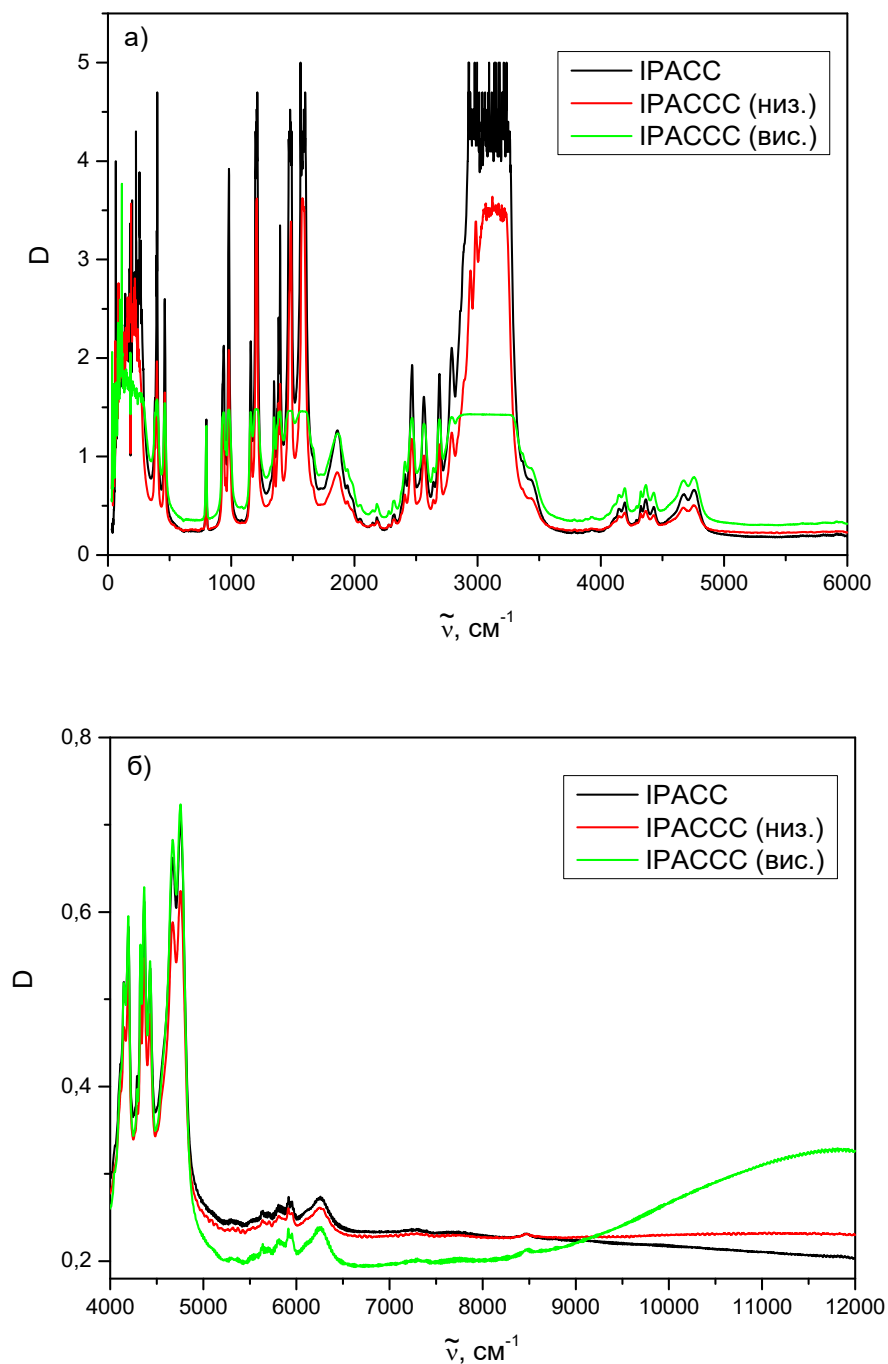 а)
IPACC
IPACCC (низ.)
IPACCC (вис.)
5
4
3
2
1
0
D
0 1000 2000 3000 4000 5000 6000
ν̃, см⁻¹
0,8
б)
IPACC
IPACCC (низ.)
IPACCC (вис.)
0,6
D
0,4
0,2
4000 5000 6000 7000 8000 9000 10000 11000 12000
ν̃, см⁻¹